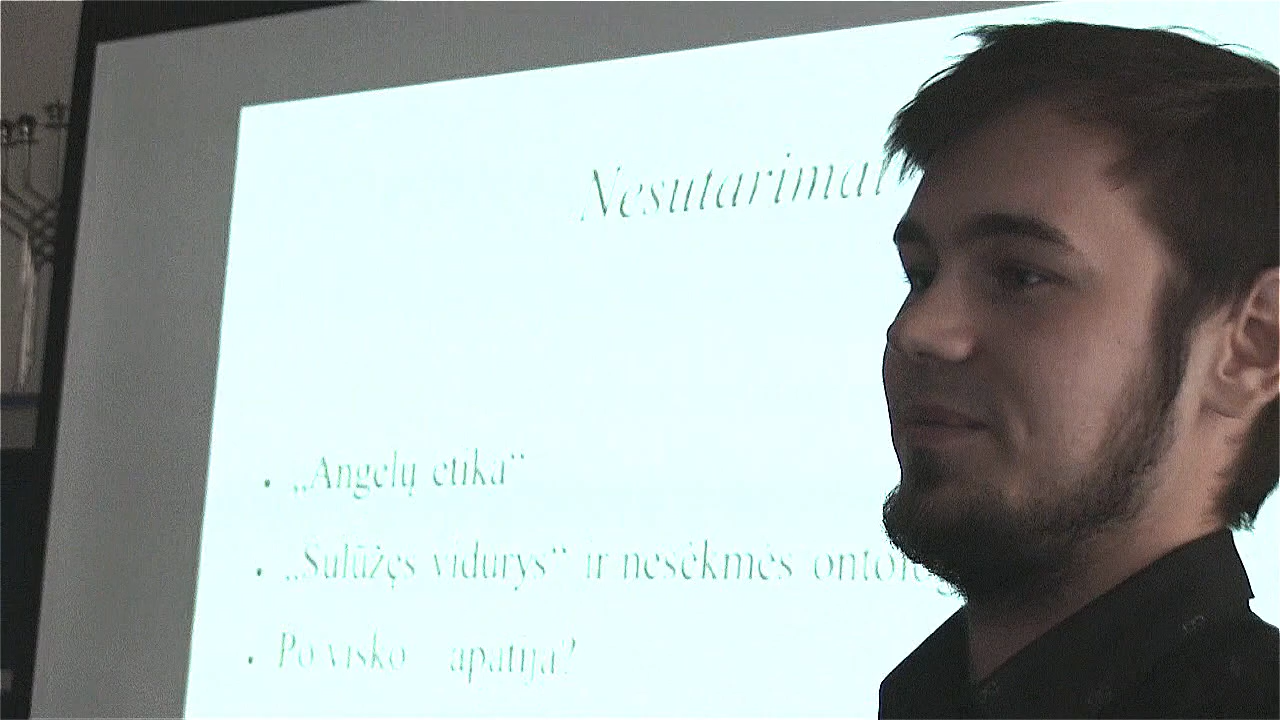 Nesutarimai
• „Angelų etika“
• „Sulūžęs vidurys“ ir nesėkmės
• Po visko apatija?